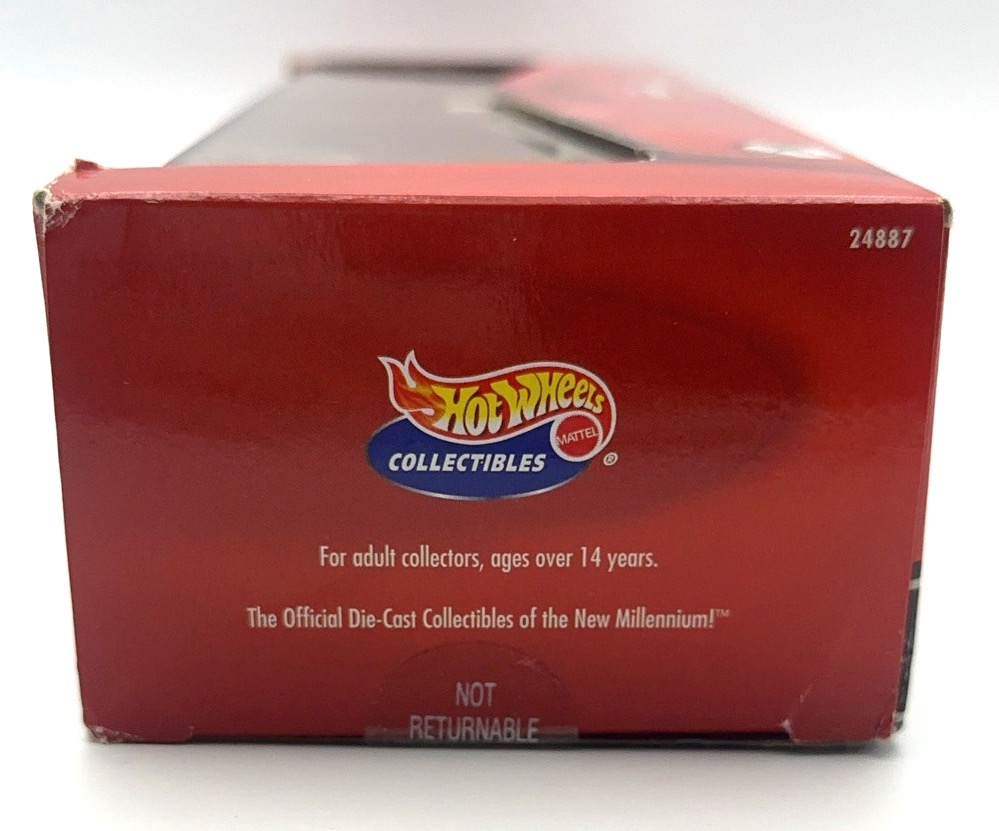 24887
HOT WHEELS
MATTEL
COLLECTIBLES ®
For adult collectors, ages over 14 years.
The Official Die-Cast Collectibles of the New Millennium!™
NOT
RETURNABLE